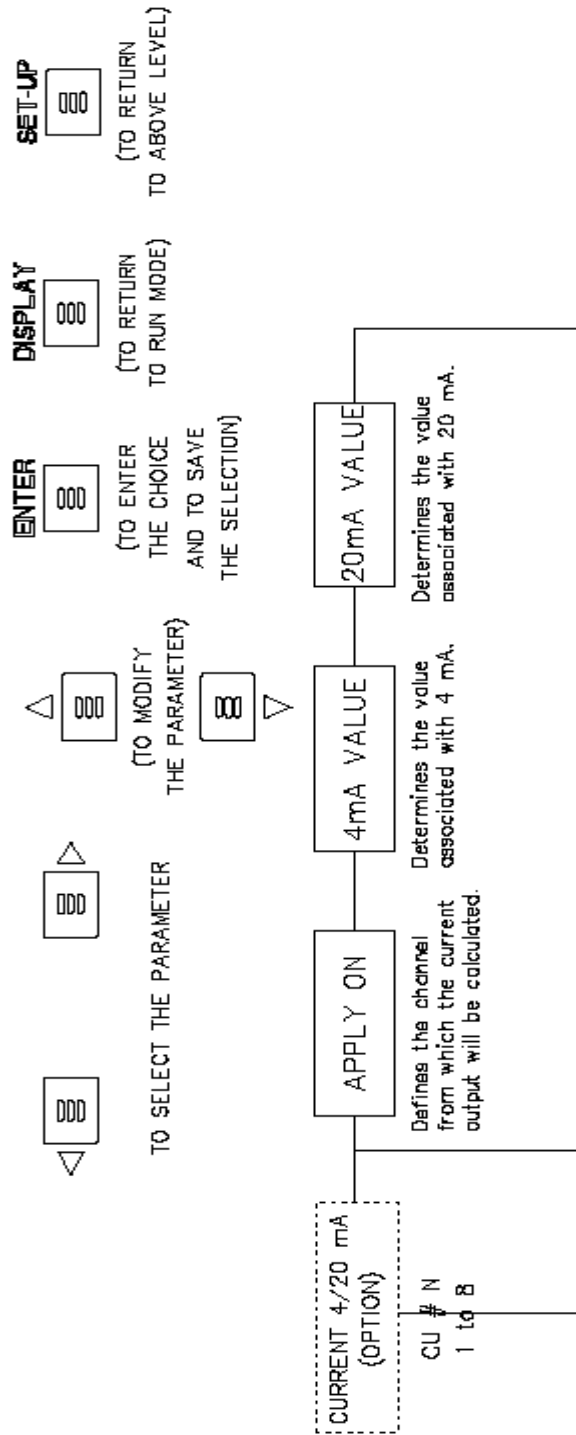 TO SELECT THE PARAMETER
(TO MODIFY
THE PARAMETER)
ENTER
(TO ENTER
THE CHOICE
AND TO SAVE
THE SELECTION)
DISPLAY
(TO RETURN
TO RUN MODE)
SET-UP
(TO RETURN
TO ABOVE LEVEL)
CURRENT 4/20 mA
(OPTION)
CU # N
1 to 8
APPLY ON
Defines the channel
from which the current
output will be calculated.
4mA VALUE
Determines the value
associated with 4 mA.
20mA VALUE
Determines the value
associated with 20 mA.